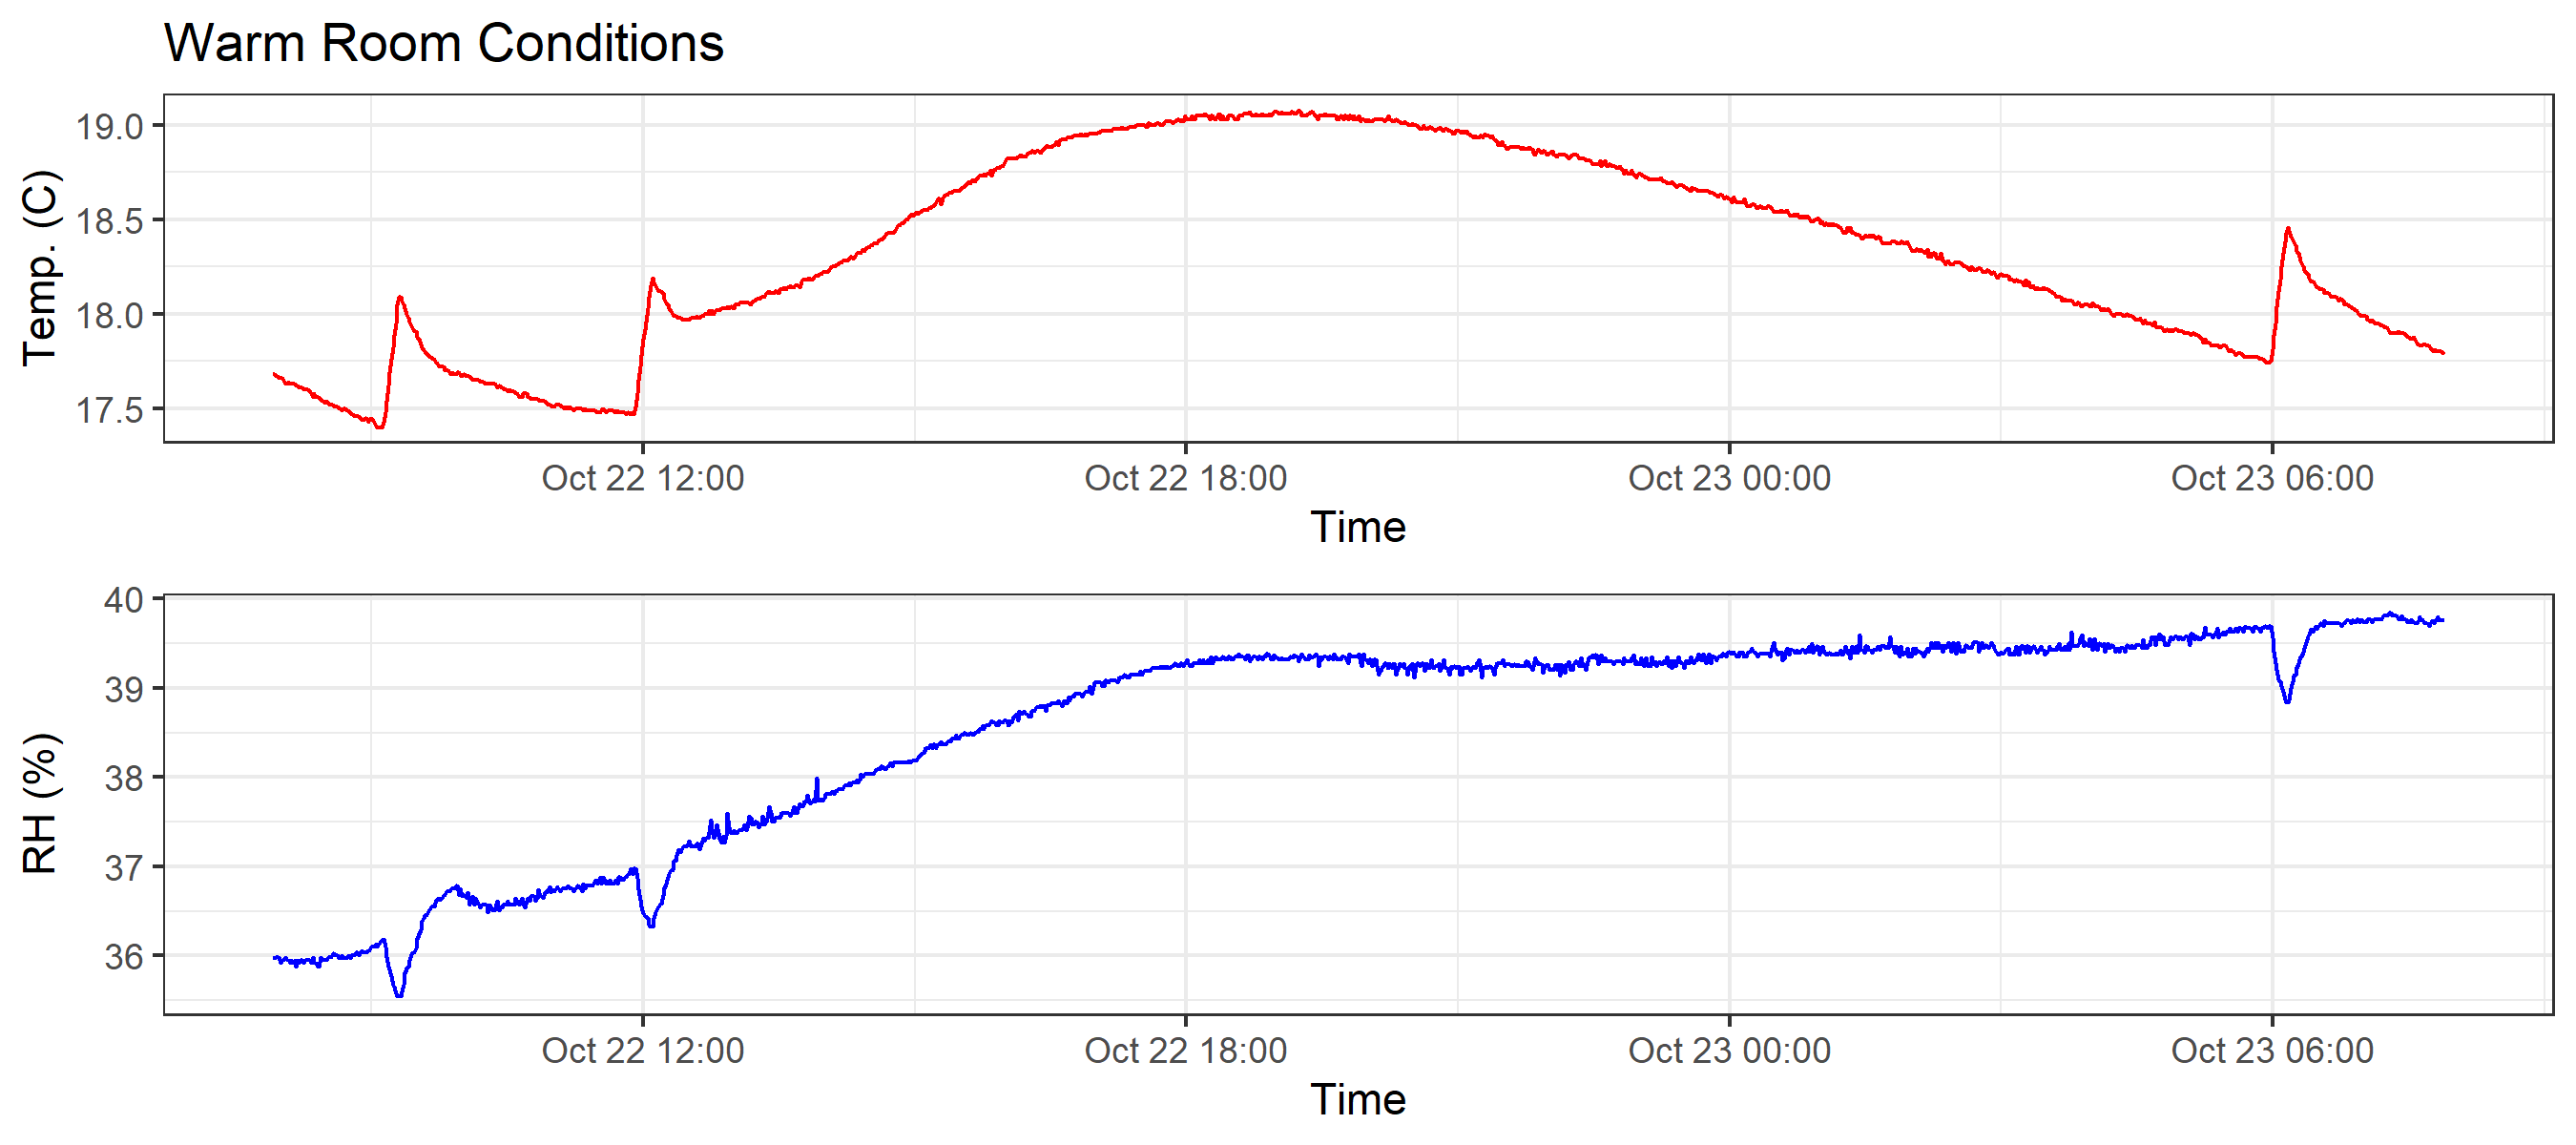 Warm Room Conditions
19.0
18.5
18.0
17.5
Temp. (C)
Oct 22 12:00 Oct 22 18:00 Oct 23 00:00 Oct 23 06:00
Time
40
39
38
37
36
RH (%)
Oct 22 12:00 Oct 22 18:00 Oct 23 00:00 Oct 23 06:00
Time